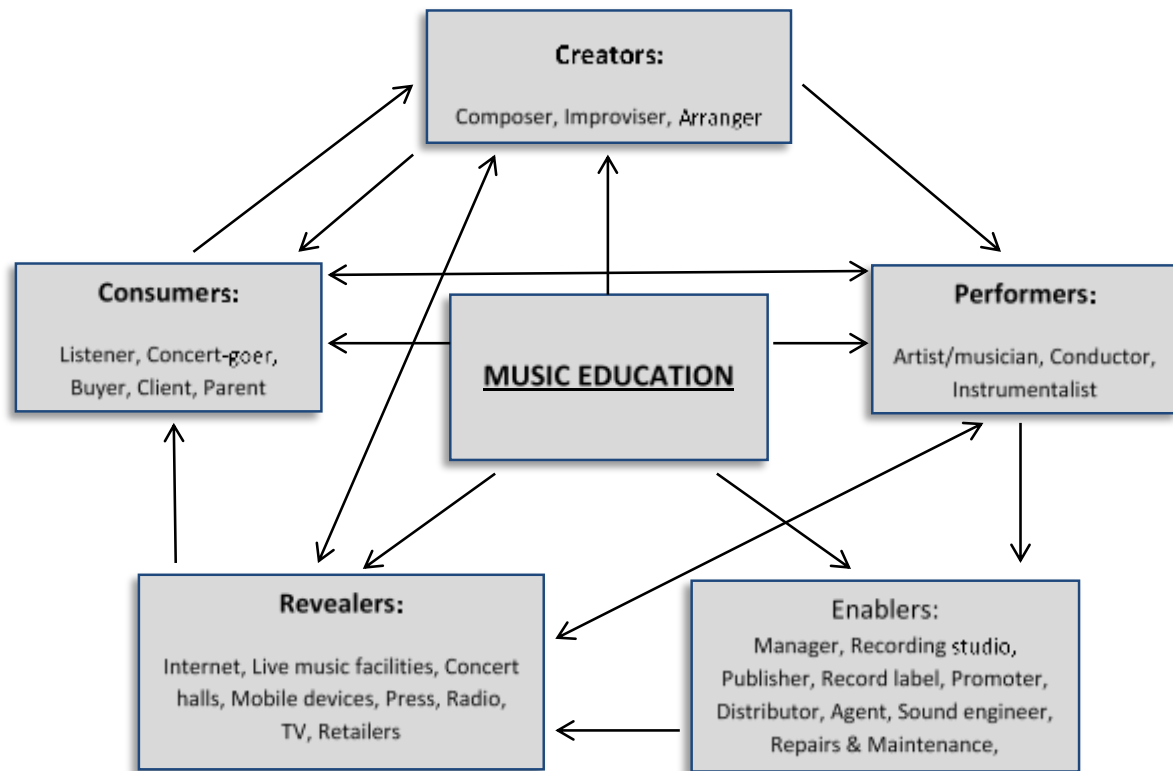 Creators:
Composer, Improviser, Arranger
Consumers:
Listener, Concert-goer,
Buyer, Client, Parent
MUSIC EDUCATION
Performers:
Artist/musician, Conductor,
Instrumentalist
Revealers:
Internet, Live music facilities, Concert
halls, Mobile devices, Press, Radio,
TV, Retailers
Enablers:
Manager, Recording studio,
Publisher, Record label, Promoter,
Distributor, Agent, Sound engineer,
Repairs & Maintenance,